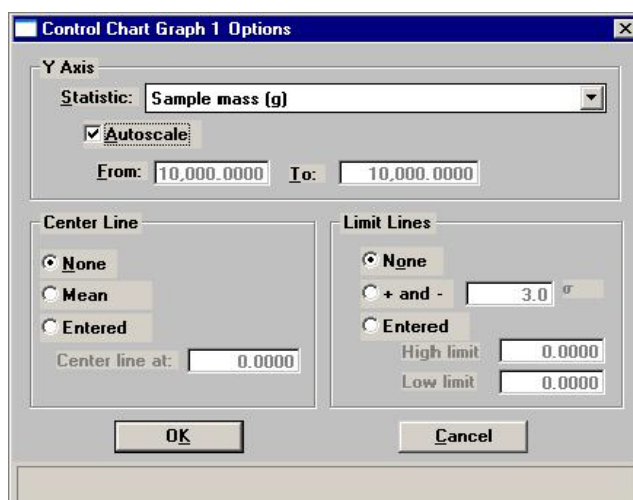 Control Chart Graph 1 Options
Y Axis
Statistic: Sample mass (g)
Autoscale
From: 10,000.0000 To: 10,000.0000
Center Line
None
Mean
Entered
Center line at: 0.0000
Limit Lines
None
+ and - 3.0 σ
Entered
High limit 0.0000
Low limit 0.0000
OK
Cancel